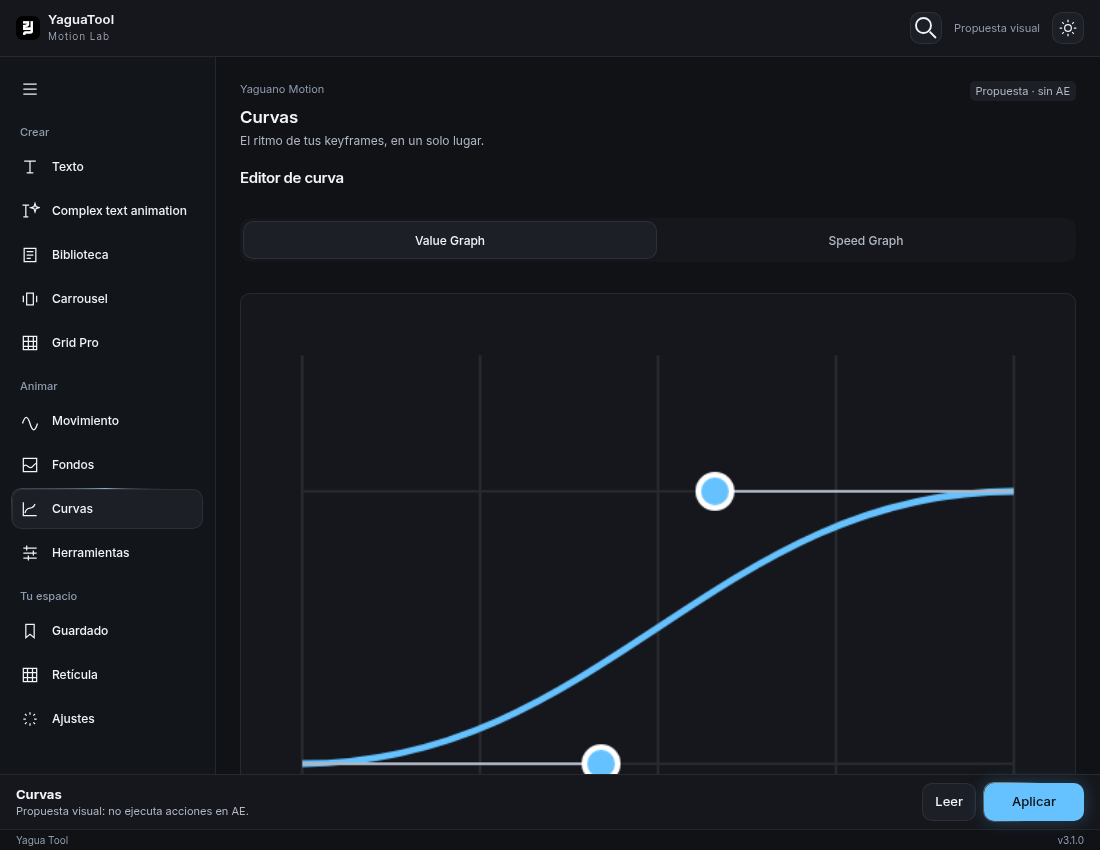 YaguaTool
Motion Lab
Propuesta visual
Crear
Texto
Complex text animation
Biblioteca
Carrousel
Grid Pro
Animar
Movimiento
Fondos
Curvas
Herramientas
Tu espacio
Guardado
Retícula
Ajustes
Yaguano Motion
Propuesta · sin AE
Curvas
El ritmo de tus keyframes, en un solo lugar.
Editor de curva
Value Graph
Speed Graph
Curvas
Propuesta visual: no ejecuta acciones en AE.
Leer
Aplicar
Yagua Tool
v3.1.0